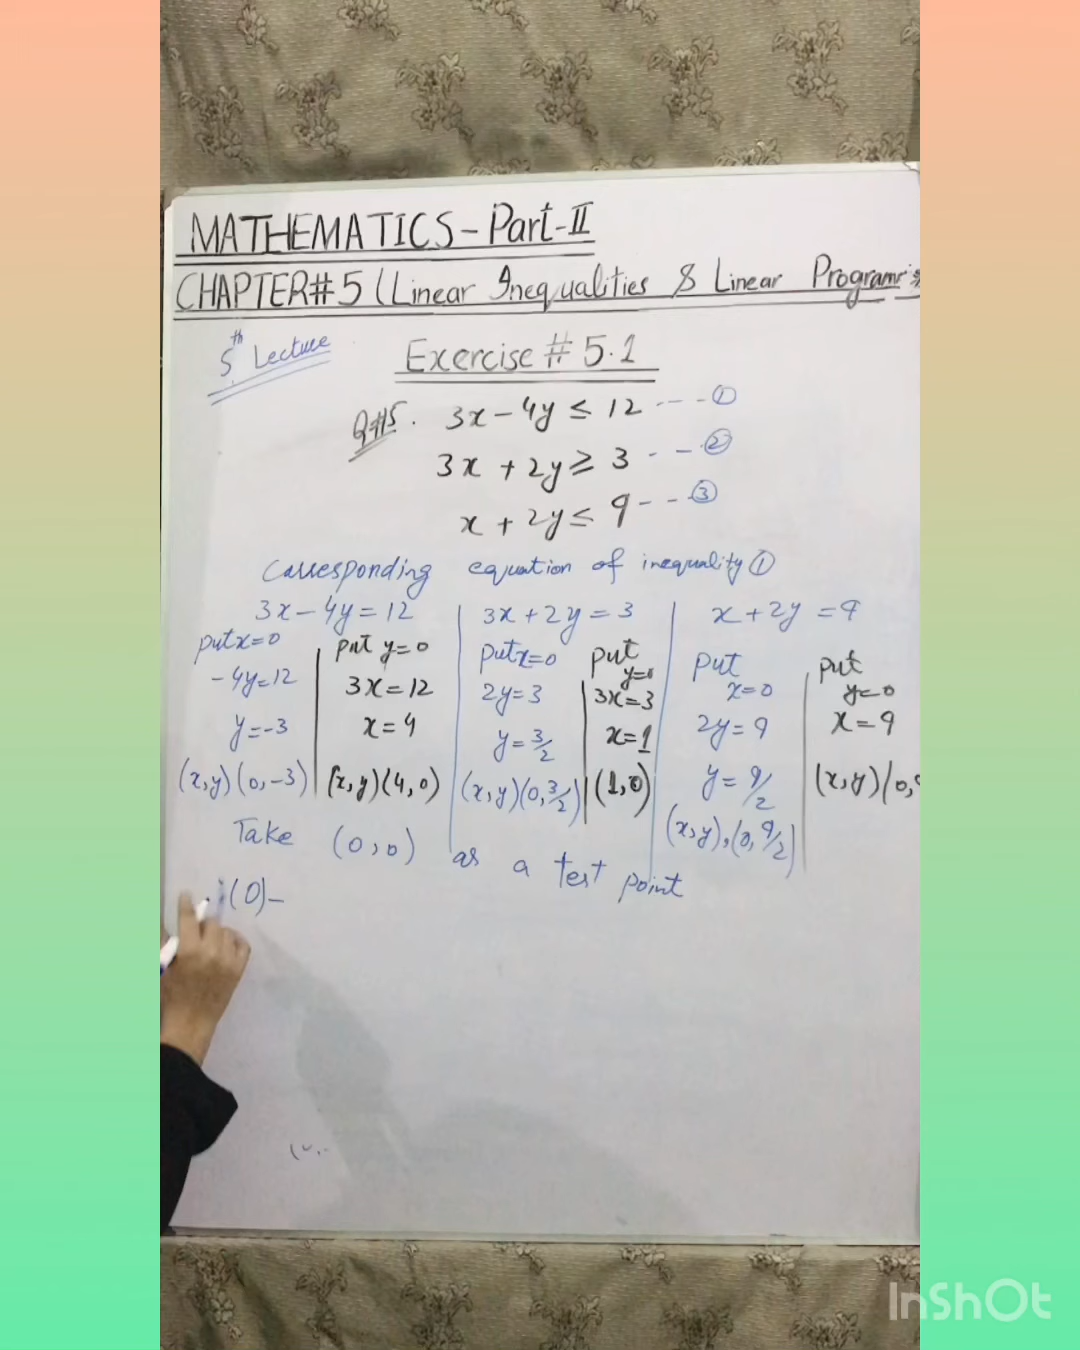 MATHEMATICS - Part-II
CHAPTER # 5 (Linear Inequalities & Linear
5th Lecture
Exercise # 5.1
Q#5. 3x - 4y ≤ 12 --- ①
3x + 2y ≥ 3 --- ②
x + 2y ≤ 9 --- ③
Corresponding equation of inequality ①
3x - 4y = 12 | 3x + 2y = 3 | x + 2y = 9
put x=0 | put y=0 | put x=0 | put y=0 | put x=0 | put y=0
-4y=12 | 3x=12 | 2y=3 | 3x=3 | 2y=9 | x=9
y=-3 | x=4 | y=3/2 | x=1 | y=9/2
(x,y)(0,-3) | (x,y)(4,0) | (x,y)(0,3/2) | (1,0) | (x,y),(0,9/2) | (x,y)(0,
Take (0,0) as a test point
(0)-
InShOt